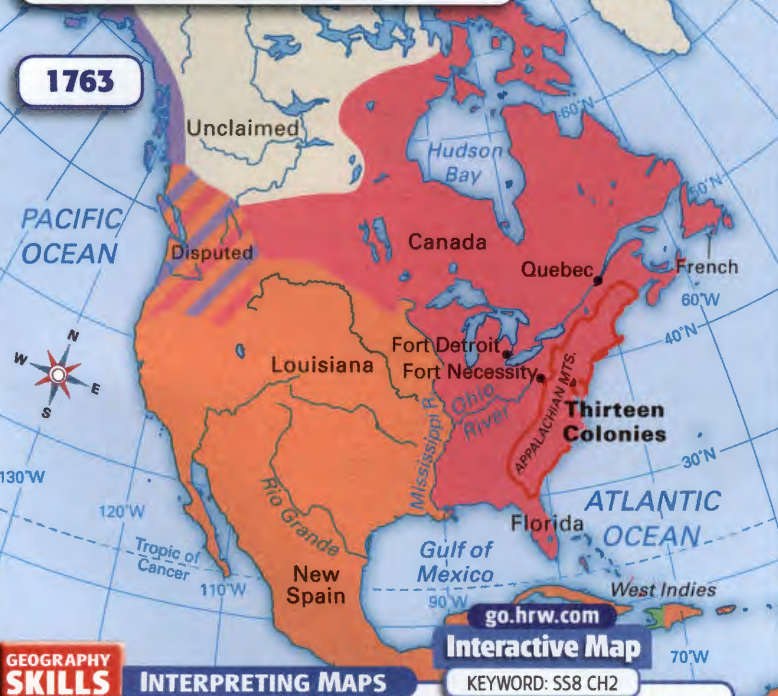 1763
Unclaimed
60°N
Hudson
Bay
50°N
PACIFIC
OCEAN
Disputed
Canada
Quebec
French
60°W
40°N
N
W
E
S
Louisiana
Fort Detroit
Fort Necessity
Ohio
River
APPALACHIAN MTS.
Thirteen
Colonies
Mississippi R.
30°N
130°W
120°W
Rio Grande
ATLANTIC
OCEAN
Florida
Tropic of
Cancer
110°W
Gulf of
Mexico
New
Spain
90°W
West Indies
70°W
go.hrw.com
Interactive Map
KEYWORD: SS8 CH2
GEOGRAPHY
SKILLS
INTERPRETING MAPS